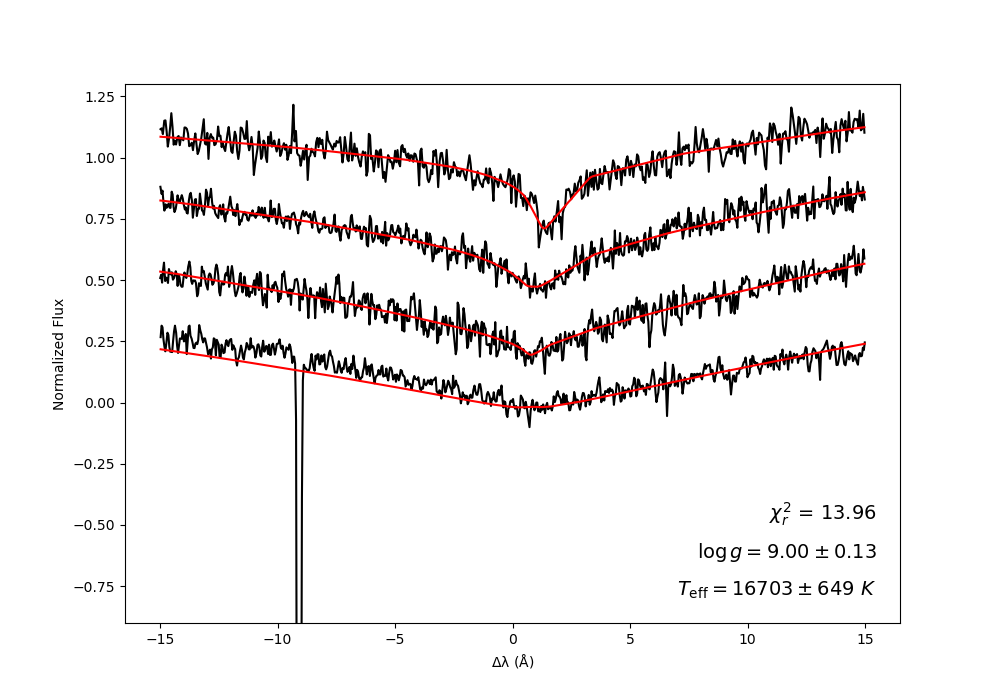 1.25
1.00
0.75
0.50
0.25
0.00
−0.25
−0.50
−0.75
Normalized Flux
χ²ᵣ = 13.96
log g = 9.00 ± 0.13
T_eff = 16703 ± 649 K
−15 −10 −5 0 5 10 15
Δλ (Å)